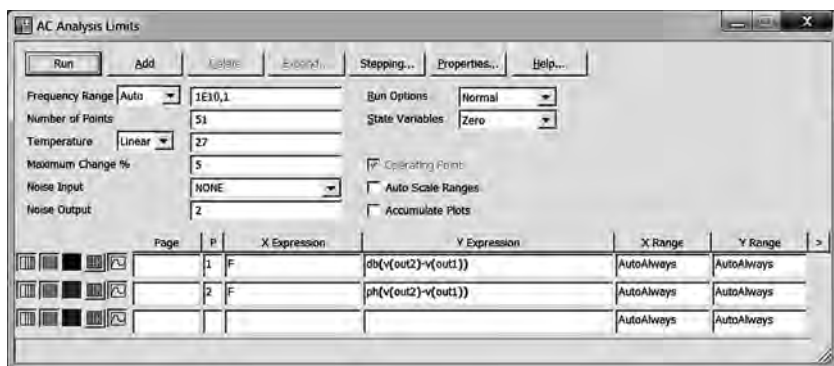 AC Analysis Limits
Run Add Delete Expand... Stepping... Properties... Help...
Frequency Range Auto 1E10,1 Run Options Normal
Number of Points 51 State Variables Zero
Temperature Linear 27
Maximum Change % 5 Operating Point
Noise Input NONE Auto Scale Ranges
Noise Output 2 Accumulate Plots
Page P X Expression Y Expression X Range Y Range >
1 F db(v(out2)-v(out1)) AutoAlways AutoAlways
2 F ph(v(out2)-v(out1)) AutoAlways AutoAlways
AutoAlways AutoAlways